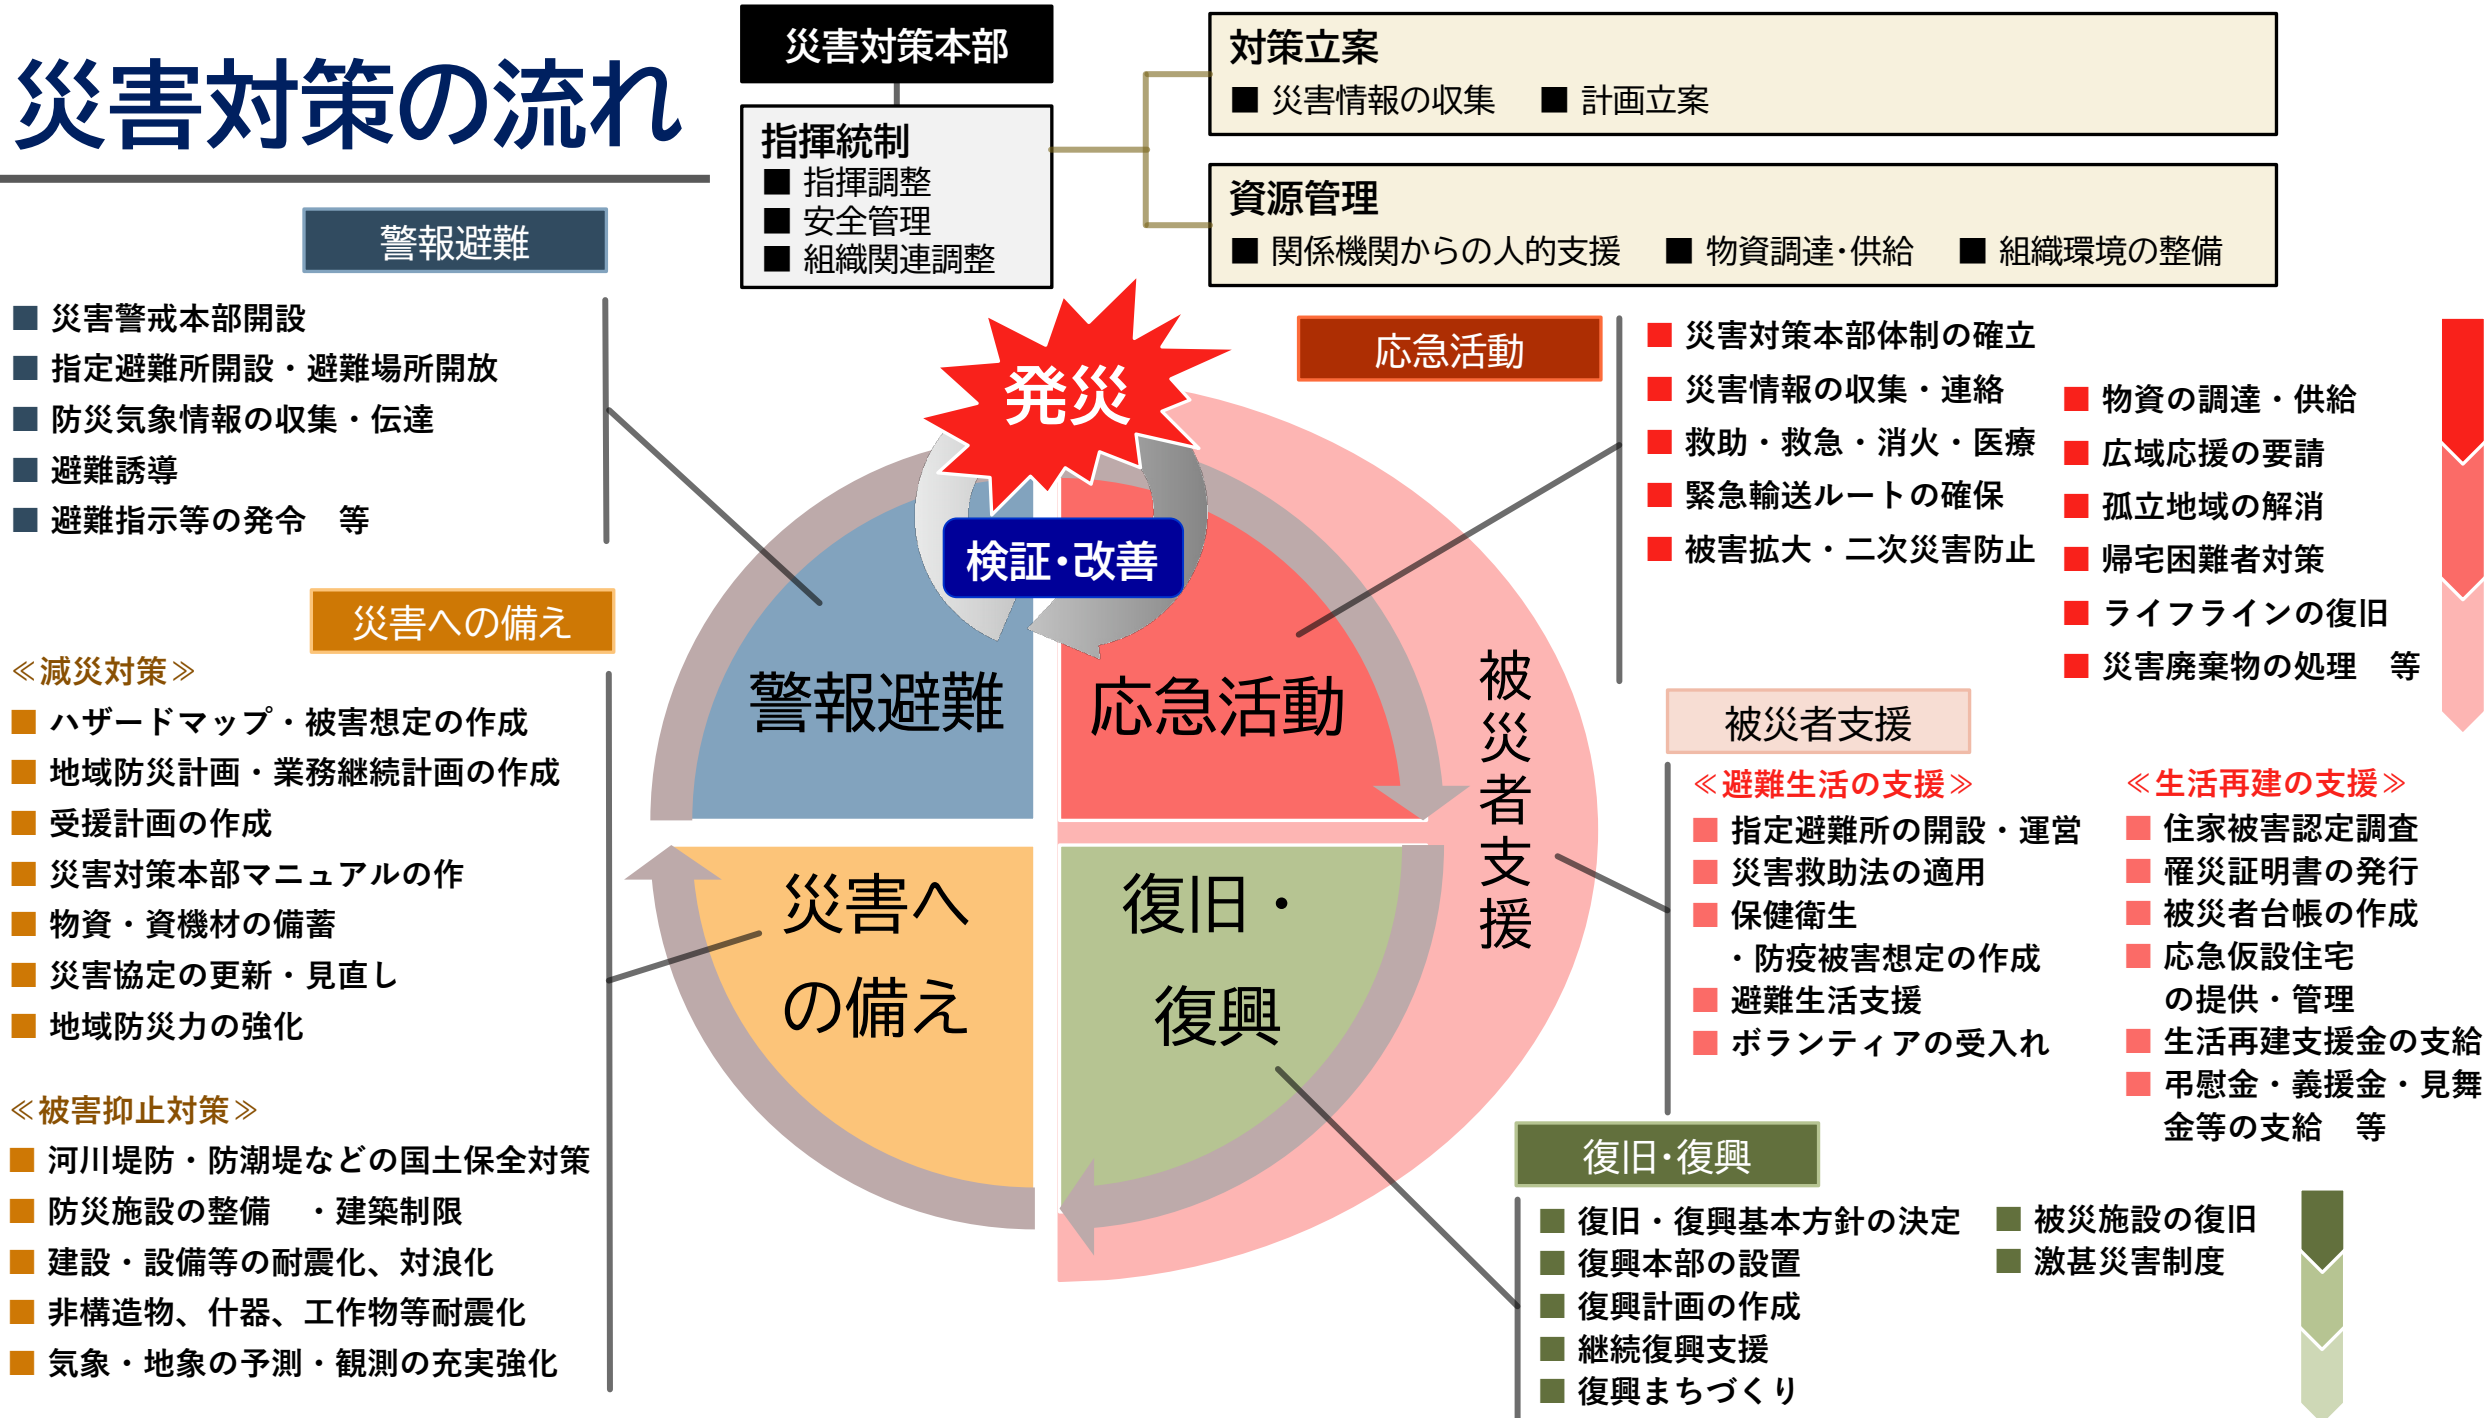 災害対策の流れ
災害対策本部
指揮統制
■ 指揮調整
■ 安全管理
■ 組織関連調整
対策立案
■ 災害情報の収集 ■ 計画立案
資源管理
■ 関係機関からの人的支援 ■ 物資調達･供給 ■ 組織環境の整備
警報避難
■ 災害警戒本部開設
■ 指定避難所開設・避難場所開放
■ 防災気象情報の収集・伝達
■ 避難誘導
■ 避難指示等の発令　等
災害への備え
≪減災対策≫
■ ハザードマップ・被害想定の作成
■ 地域防災計画・業務継続計画の作成
■ 受援計画の作成
■ 災害対策本部マニュアルの作
■ 物資・資機材の備蓄
■ 災害協定の更新・見直し
■ 地域防災力の強化
≪被害抑止対策≫
■ 河川堤防・防潮堤などの国土保全対策
■ 防災施設の整備　・建築制限
■ 建設・設備等の耐震化、対浪化
■ 非構造物、什器、工作物等耐震化
■ 気象・地象の予測・観測の充実強化
発災
検証･改善
警報避難
応急活動
災害へ
の備え
復旧・
復興
被災者支援
応急活動
■ 災害対策本部体制の確立
■ 災害情報の収集・連絡
■ 救助・救急・消火・医療
■ 緊急輸送ルートの確保
■ 被害拡大・二次災害防止
■ 物資の調達・供給
■ 広域応援の要請
■ 孤立地域の解消
■ 帰宅困難者対策
■ ライフラインの復旧
■ 災害廃棄物の処理　等
被災者支援
≪避難生活の支援≫
■ 指定避難所の開設・運営
■ 災害救助法の適用
■ 保健衛生
・防疫被害想定の作成
■ 避難生活支援
■ ボランティアの受入れ
≪生活再建の支援≫
■ 住家被害認定調査
■ 罹災証明書の発行
■ 被災者台帳の作成
■ 応急仮設住宅
の提供・管理
■ 生活再建支援金の支給
■ 弔慰金・義援金・見舞
金等の支給　等
復旧･復興
■ 復旧・復興基本方針の決定
■ 復興本部の設置
■ 復興計画の作成
■ 継続復興支援
■ 復興まちづくり
■ 被災施設の復旧
■ 激甚災害制度